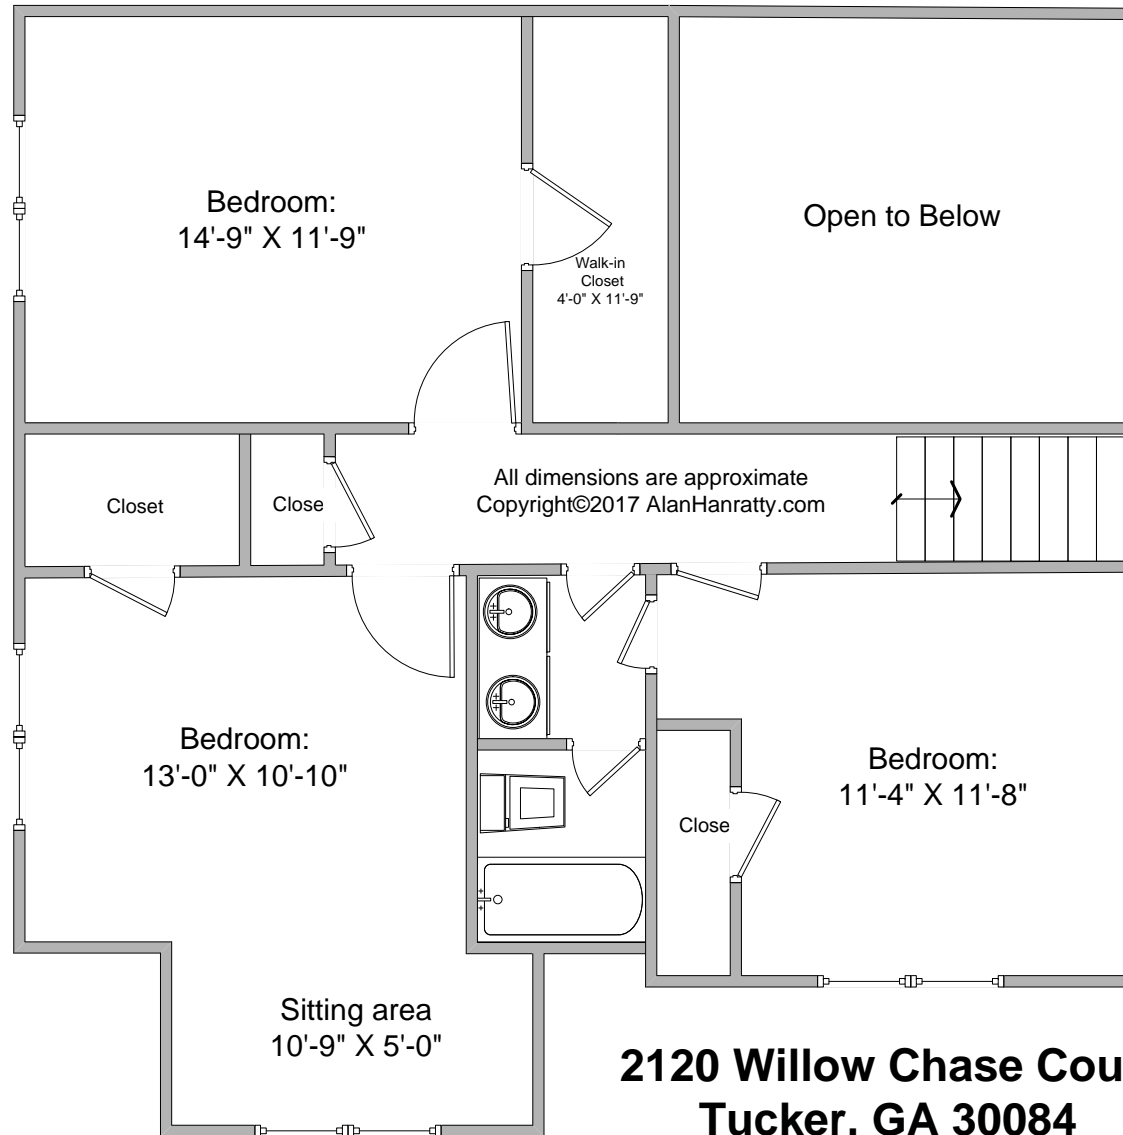 Bedroom:
14'-9" X 11'-9"
Open to Below
Walk-in
Closet
4'-0" X 11'-9"
All dimensions are approximate
Copyright©2017 AlanHanratty.com
Closet
Close
Bedroom:
13'-0" X 10'-10"
Bedroom:
11'-4" X 11'-8"
Close
Sitting area
10'-9" X 5'-0"
2120 Willow Chase Cou
Tucker, GA 30084